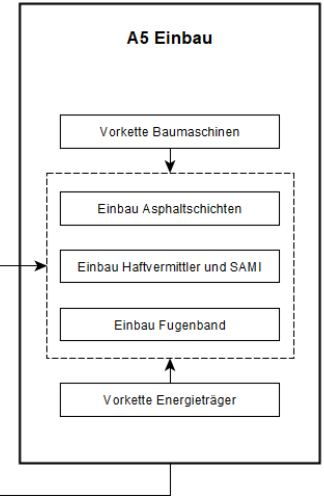 A5 Einbau
Vorkette Baumaschinen
Einbau Asphaltschichten
Einbau Haftvermittler und SAMI
Einbau Fugenband
Vorkette Energieträger